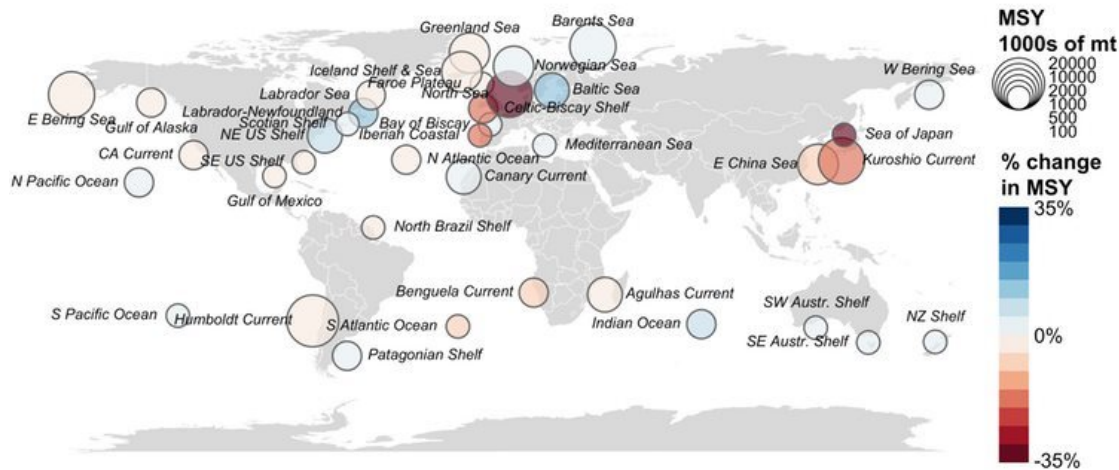 Greenland Sea
Barents Sea
Iceland Shelf & Sea
Norwegian Sea
Faroe Plateau
W Bering Sea
Labrador Sea
North Sea
Baltic Sea
Labrador-Newfoundland
Celtic-Biscay Shelf
E Bering Sea
Gulf of Alaska
Scotian Shelf
Bay of Biscay
NE US Shelf
Iberian Coastal
Sea of Japan
Mediterranean Sea
CA Current
SE US Shelf
N Atlantic Ocean
E China Sea
Kuroshio Current
N Pacific Ocean
Canary Current
Gulf of Mexico
North Brazil Shelf
Benguela Current
Agulhas Current
SW Austr. Shelf
S Pacific Ocean
Humboldt Current
S Atlantic Ocean
Indian Ocean
NZ Shelf
SE Austr. Shelf
Patagonian Shelf
MSY
1000s of mt
20000
10000
2000
1000
500
100
% change
in MSY
35%
0%
-35%